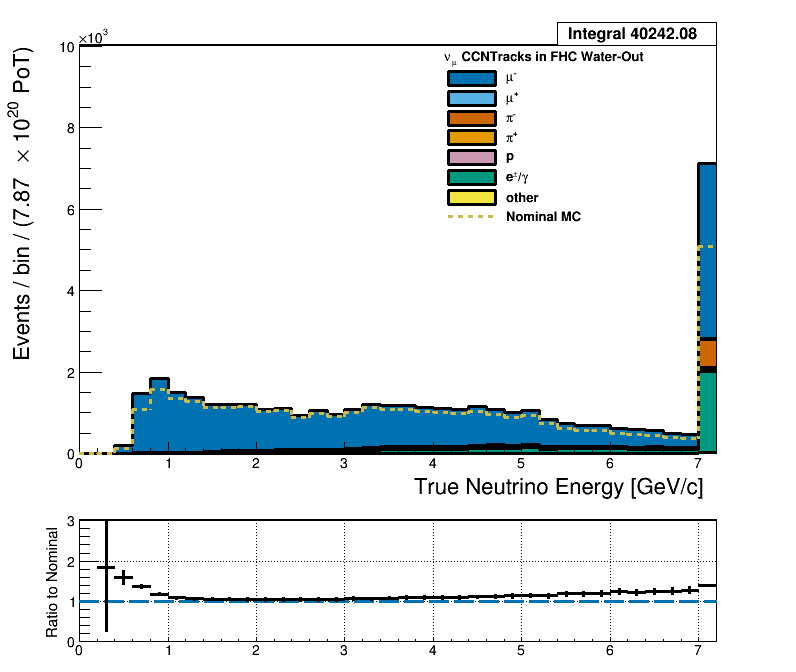 Integral 40242.08
×10³
ν_μ CCNTracks in FHC Water-Out
μ⁻
μ⁺
π⁻
π⁺
p
e±/γ
other
Nominal MC
Events / bin / (7.87 × 10²⁰ PoT)
10
8
6
4
2
0
0 1 2 3 4 5 6 7
True Neutrino Energy [GeV/c]
Ratio to Nominal
3
2
1
0
0 1 2 3 4 5 6 7